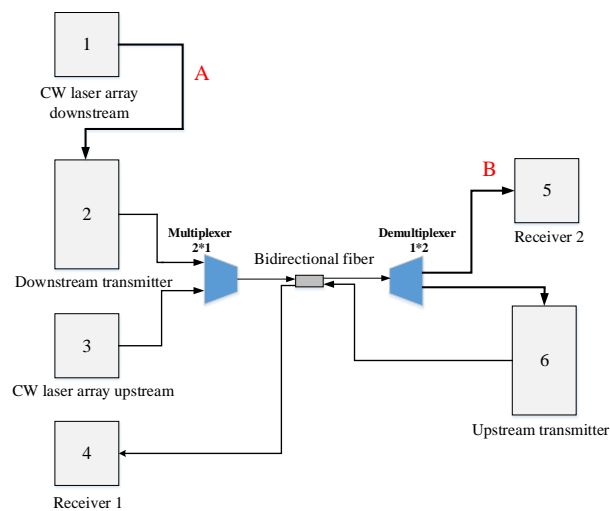 1
A
CW laser array
downstream
2
Downstream transmitter
Multiplexer
2*1
Bidirectional fiber
Demultiplexer
1*2
B
5
Receiver 2
3
CW laser array upstream
6
Upstream transmitter
4
Receiver 1